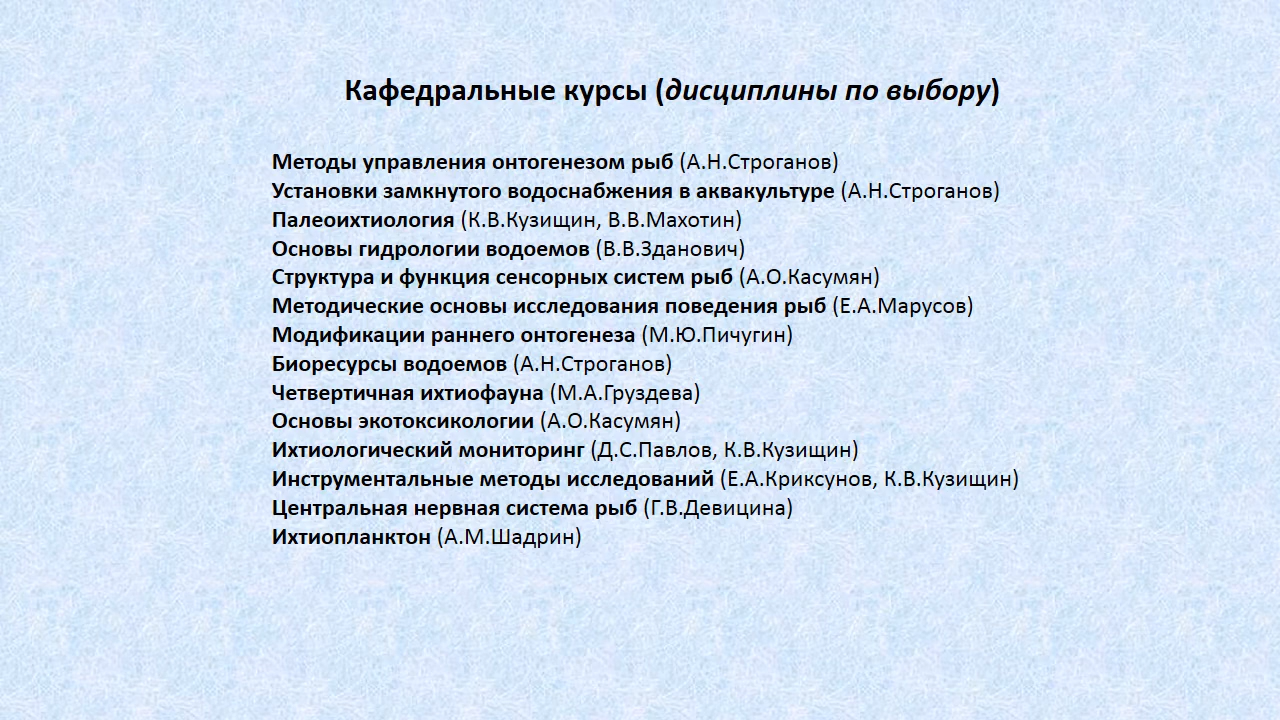 Кафедральные курсы (дисциплины по выбору)
Методы управления онтогенезом рыб (А.Н.Строганов)
Установки замкнутого водоснабжения в аквакультуре (А.Н.Строганов)
Палеоихтиология (К.В.Кузищин, В.В.Махотин)
Основы гидрологии водоемов (В.В.Зданович)
Структура и функция сенсорных систем рыб (А.О.Касумян)
Методические основы исследования поведения рыб (Е.А.Марусов)
Модификации раннего онтогенеза (М.Ю.Пичугин)
Биоресурсы водоемов (А.Н.Строганов)
Четвертичная ихтиофауна (М.А.Груздева)
Основы экотоксикологии (А.О.Касумян)
Ихтиологический мониторинг (Д.С.Павлов, К.В.Кузищин)
Инструментальные методы исследований (Е.А.Криксунов, К.В.Кузищин)
Центральная нервная система рыб (Г.В.Девицина)
Ихтиопланктон (А.М.Шадрин)